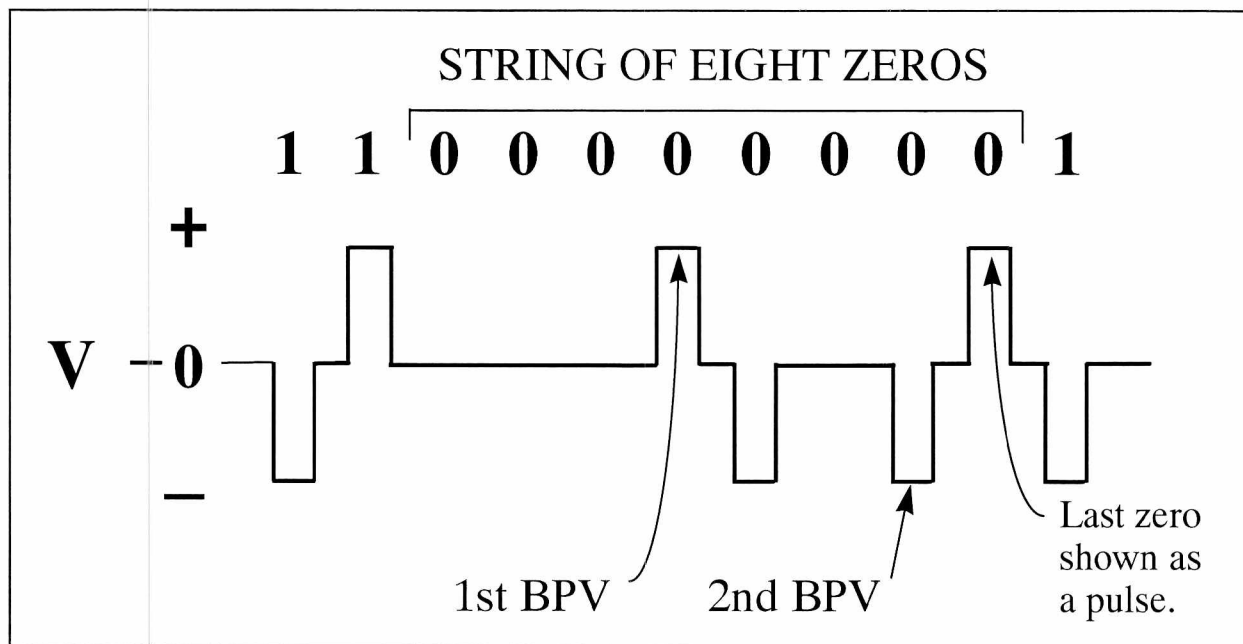 STRING OF EIGHT ZEROS
1 1 0 0 0 0 0 0 0 0 1
+
V – 0
–
1st BPV
2nd BPV
Last zero
shown as
a pulse.